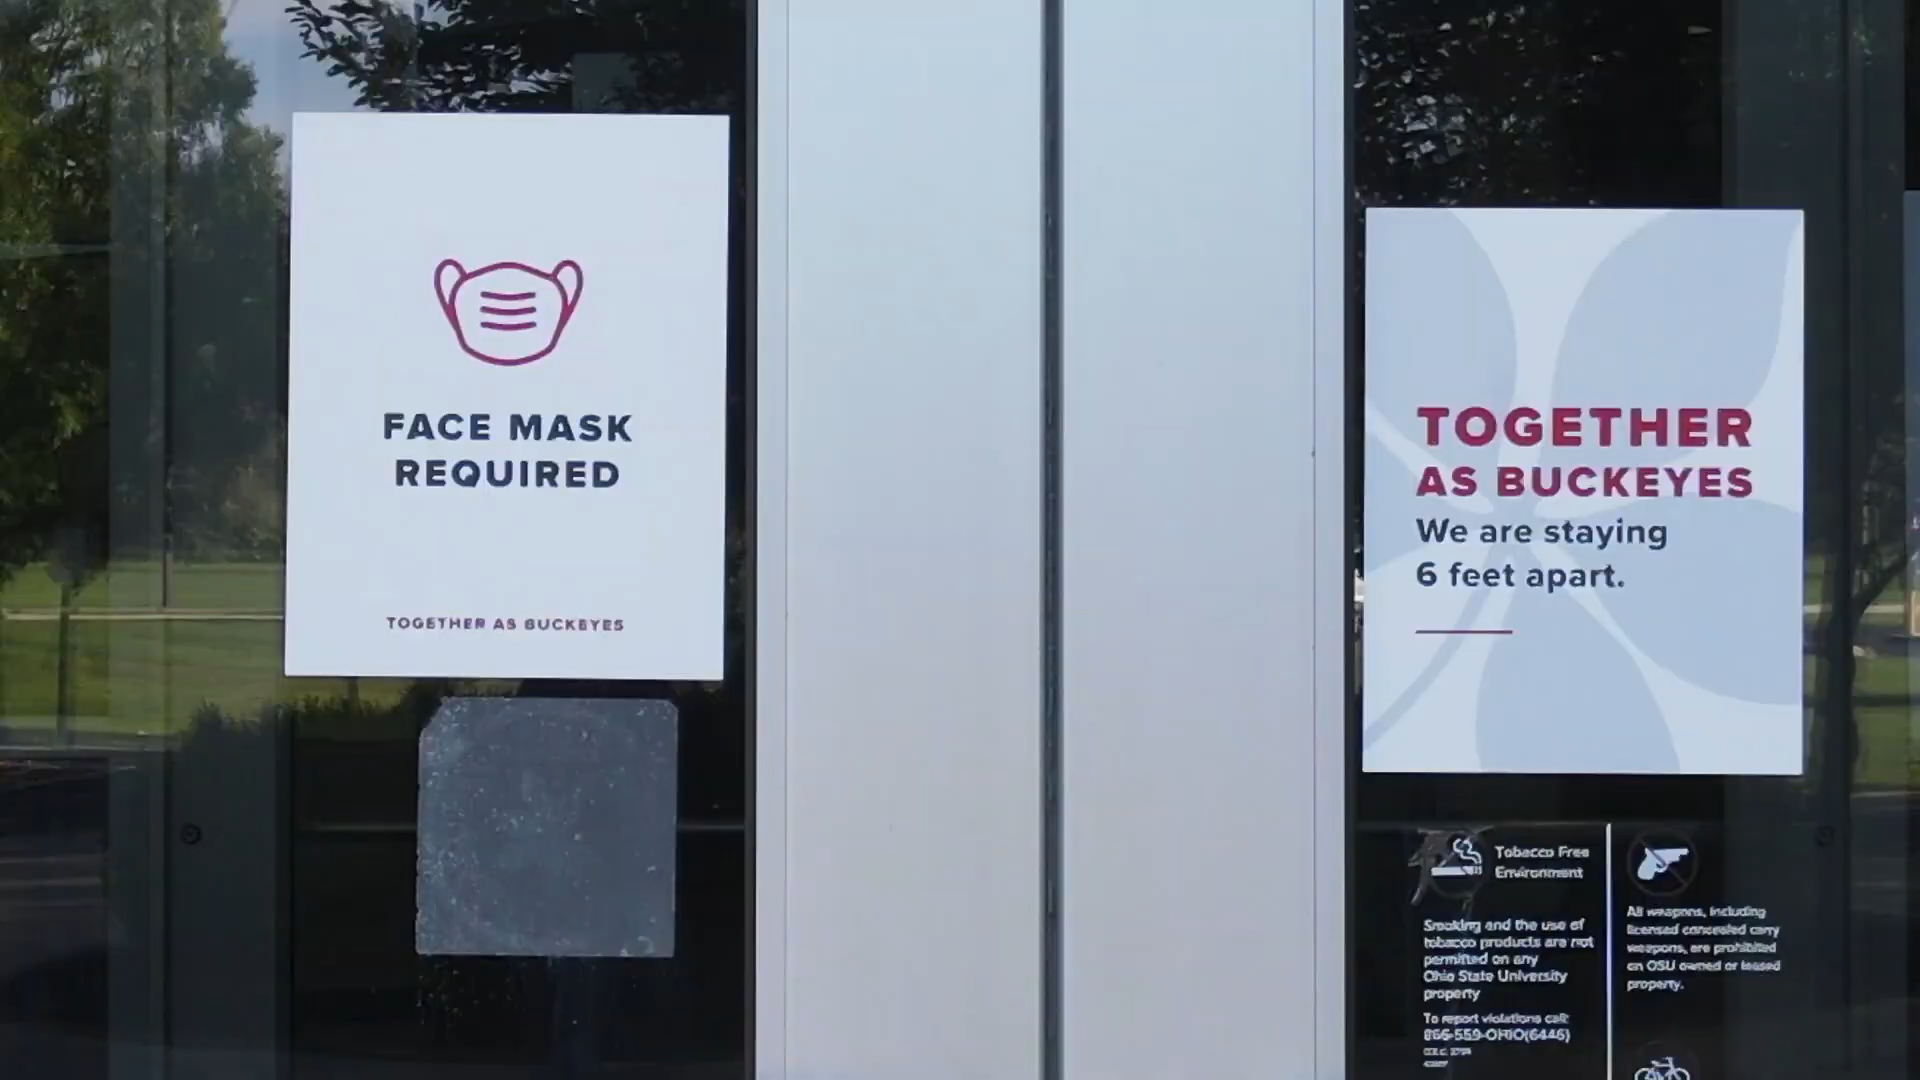 FACE MASK
REQUIRED
TOGETHER AS BUCKEYES
TOGETHER
AS BUCKEYES
We are staying
6 feet apart.
Tobacco Free
Environment
Smoking and the use of
tobacco products are not
permitted on any
Ohio State University
property
To report violations call:
866-559-OHIO(6446)
All weapons, including
licensed concealed carry
weapons, are prohibited
on OSU owned or leased
property.